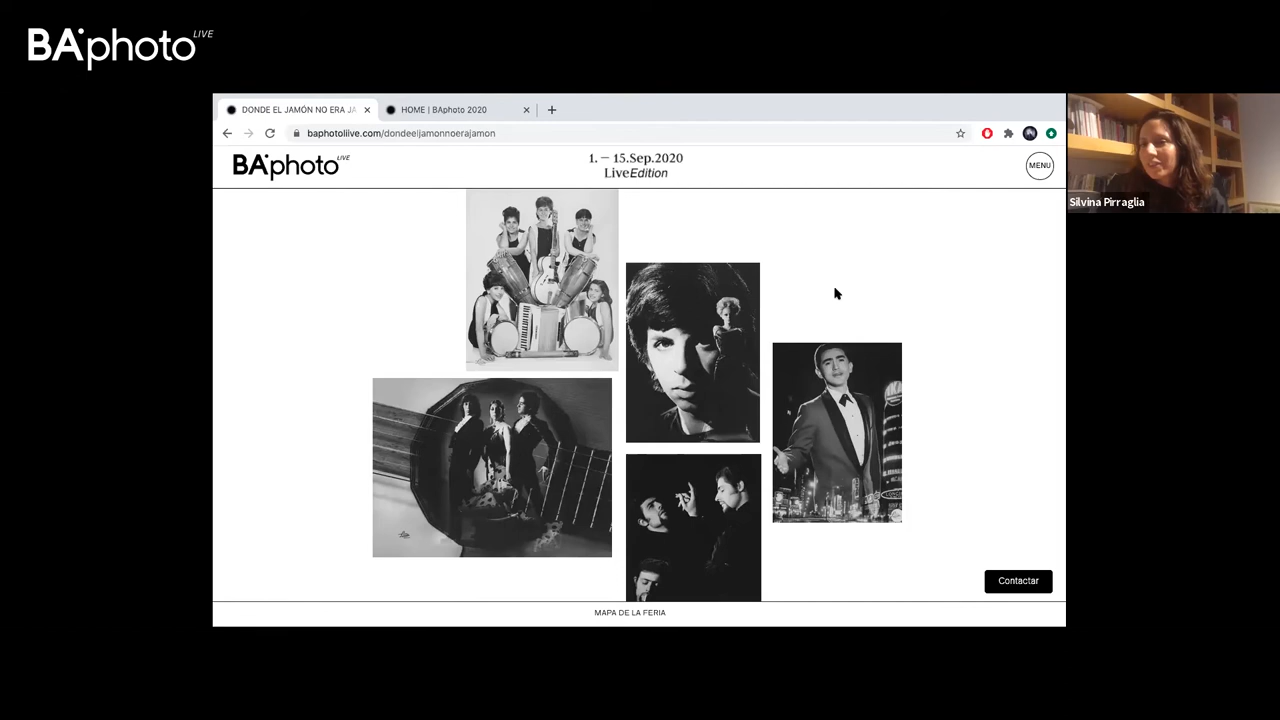 BAphoto LIVE
DONDE EL JAMÓN NO ERA JA
HOME | BAphoto 2020
baphotoliive.com/dondeeljamonnoerajamon
BAphoto LIVE
1. — 15.Sep.2020
LiveEdition
MENU
Silvina Pirraglia
Contactar
MAPA DE LA FERIA